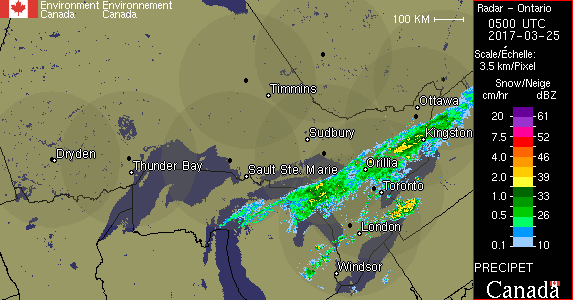 Environment Environnement
Canada Canada
100 KM
Radar - Ontario
0500 UTC
2017-03-25
Scale/Échelle:
3.5 km/Pixel
Snow/Neige
cm/hr dBZ
20 61
7.5 52
4.0 46
2.0 39
1.0 33
0.5 26
0.1 10
PRECIPET
Canada
Timmins
Ottawa
Sudbury
Kingston
Dryden
Thunder Bay
Sault Ste. Marie
Orillia
Toronto
London
Windsor